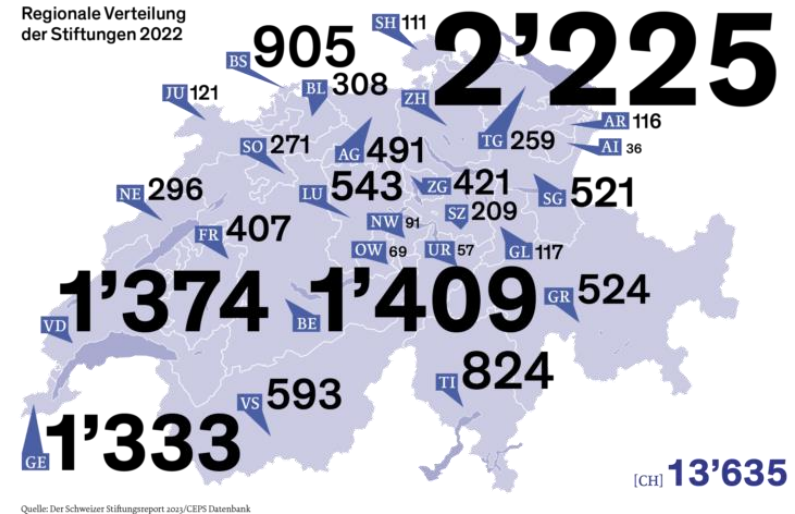 Regionale Verteilung
der Stiftungen 2022
SH 111
BS 905
ZH 2’225
BL 308
JU 121
AR 116
TG 259
SO 271
AG 491
AI 36
NE 296
LU 543
ZG 421
SG 521
SZ 209
FR 407
NW 91
OW 69
UR 57
GL 117
VD 1’374
BE 1’409
GR 524
TI 824
VS 593
GE 1’333
[CH] 13’635
Quelle: Der Schweizer Stiftungsreport 2023/CEPS Datenbank